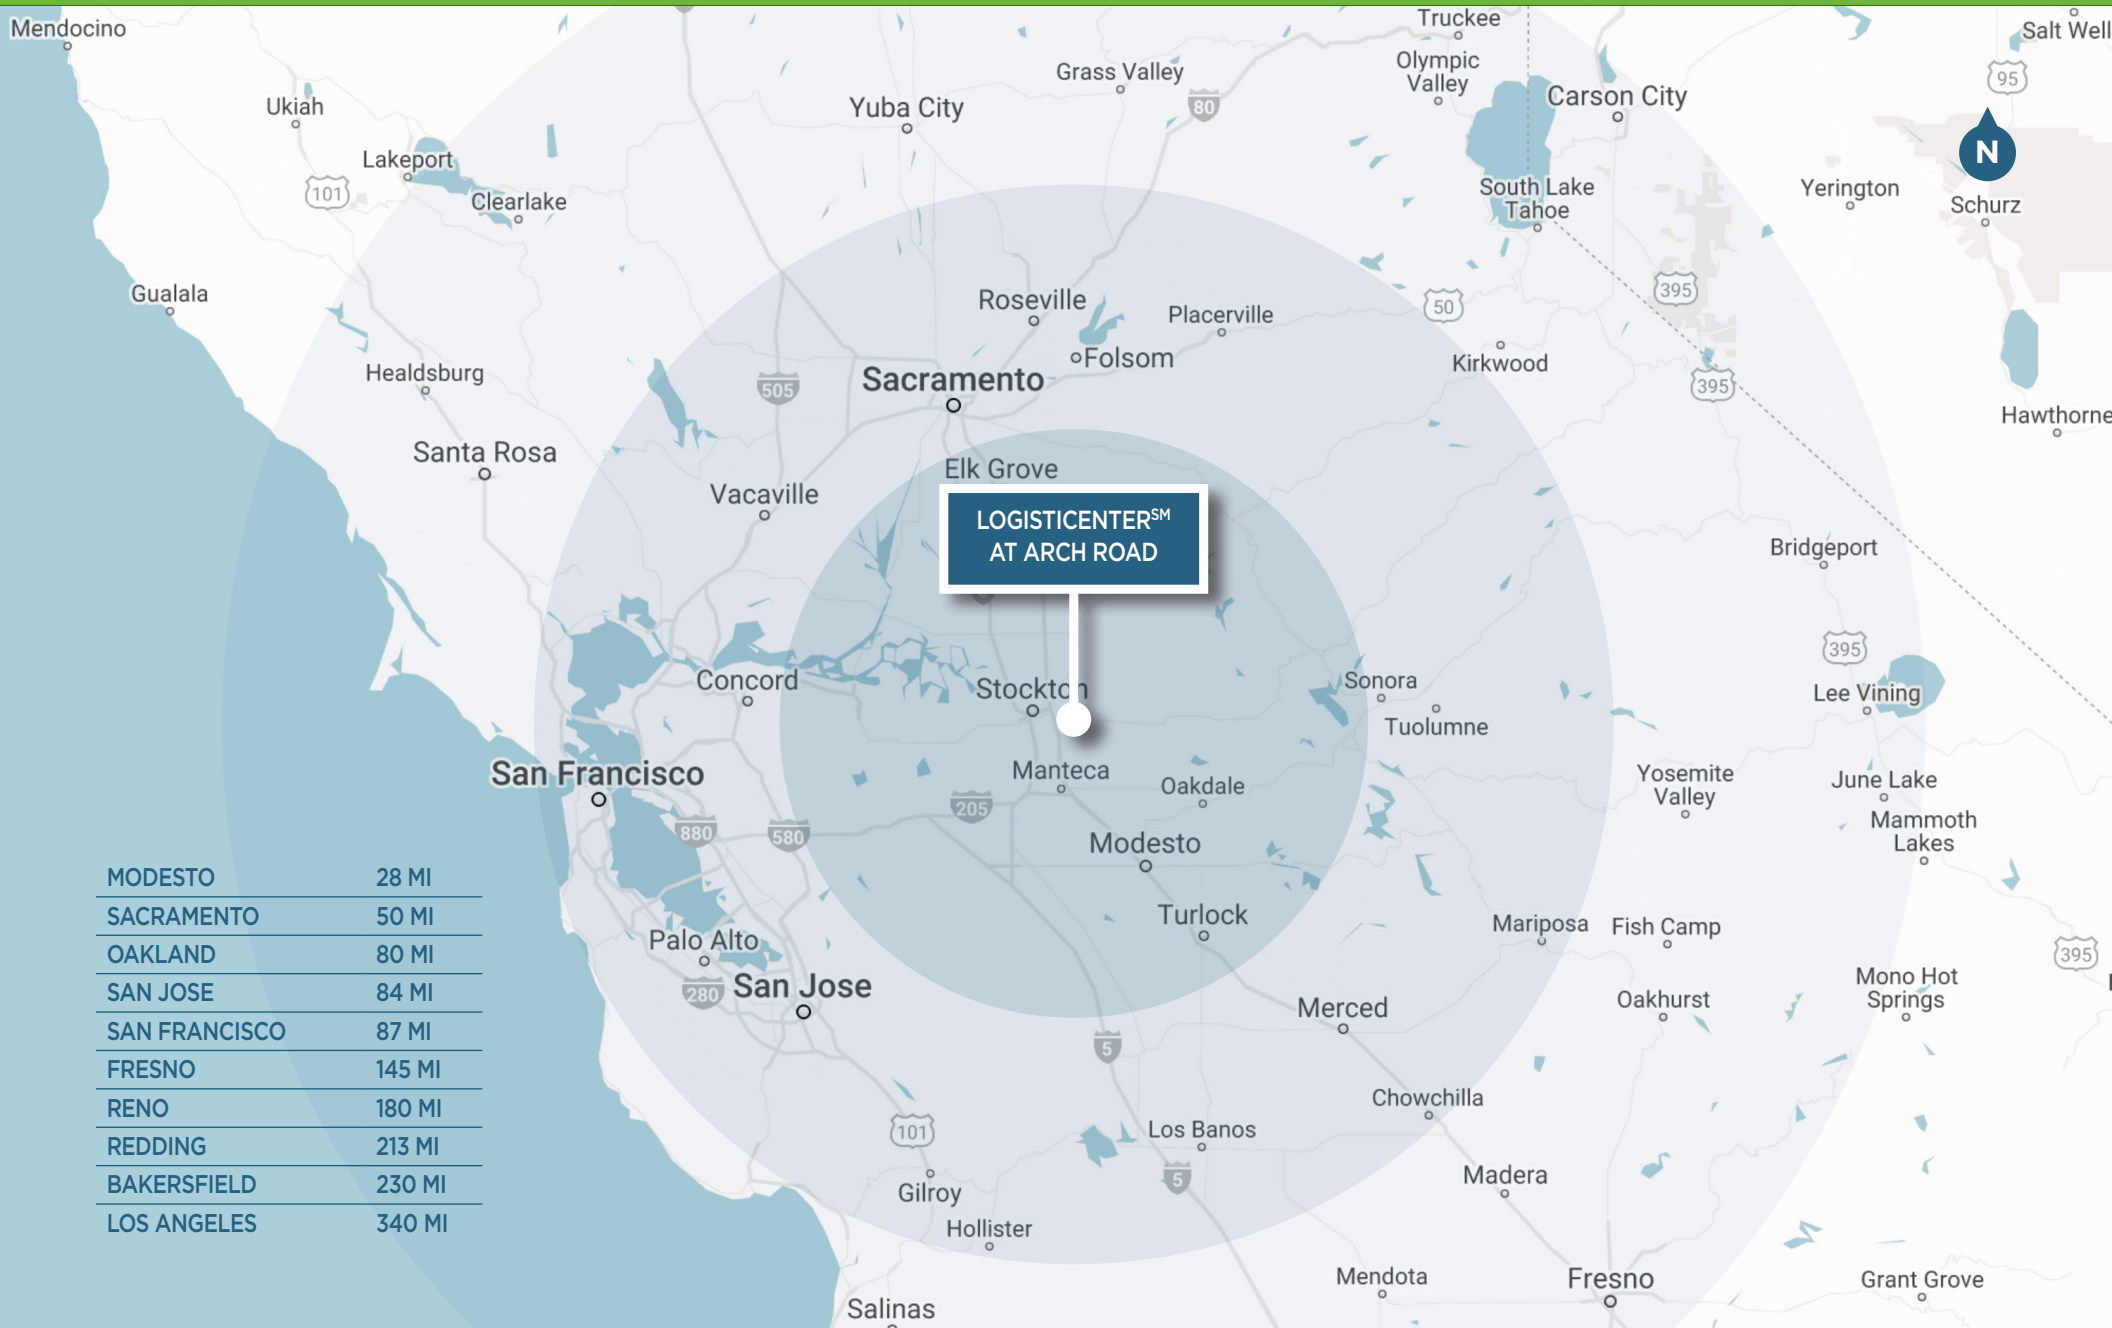 Mendocino
Truckee
Salt Well
Olympic
Valley
Grass Valley
95
Ukiah
Yuba City
80
Carson City
N
Lakeport
101
Clearlake
South Lake
Tahoe
Yerington
Schurz
Gualala
Roseville
Placerville
50
395
Folsom
Kirkwood
Healdsburg
Sacramento
505
395
Hawthorne
Santa Rosa
Elk Grove
Vacaville
LOGISTICENTER℠
AT ARCH ROAD
Bridgeport
395
Concord
Stockton
Sonora
Lee Vining
Tuolumne
San Francisco
Manteca
Oakdale
Yosemite
Valley
June Lake
205
880
580
Mammoth
Lakes
Modesto
MODESTO 28 MI
SACRAMENTO 50 MI
OAKLAND 80 MI
SAN JOSE 84 MI
SAN FRANCISCO 87 MI
FRESNO 145 MI
RENO 180 MI
REDDING 213 MI
BAKERSFIELD 230 MI
LOS ANGELES 340 MI
Turlock
Mariposa
Fish Camp
Palo Alto
395
280
San Jose
Mono Hot
Springs
Oakhurst
Merced
5
Chowchilla
101
Los Banos
5
Madera
Gilroy
Hollister
Mendota
Fresno
Grant Grove
Salinas